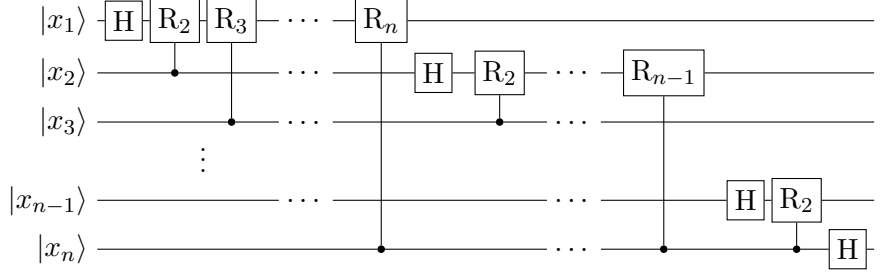 |x₁⟩ H R₂ R₃ ⋯ Rₙ
|x₂⟩ ⋯ H R₂ ⋯ Rₙ₋₁
|x₃⟩ ⋯ ⋯
⋮
|xₙ₋₁⟩ ⋯ ⋯ H R₂
|xₙ⟩ ⋯ H